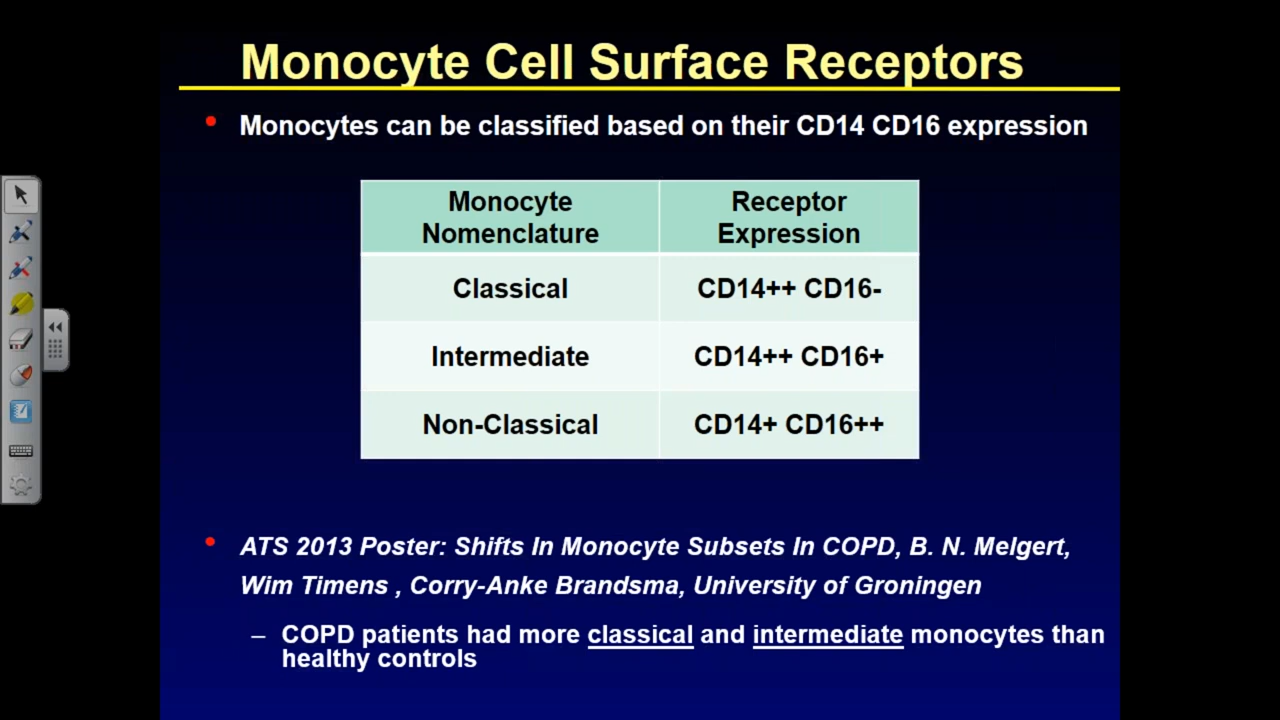 Monocyte Cell Surface Receptors
• Monocytes can be classified based on their CD14 CD16 expression
Monocyte Nomenclature
Receptor Expression
Classical
CD14++ CD16-
Intermediate
CD14++ CD16+
Non-Classical
CD14+ CD16++
• ATS 2013 Poster: Shifts In Monocyte Subsets In COPD, B. N. Melgert,
Wim Timens , Corry-Anke Brandsma, University of Groningen
– COPD patients had more classical and intermediate monocytes than
healthy controls